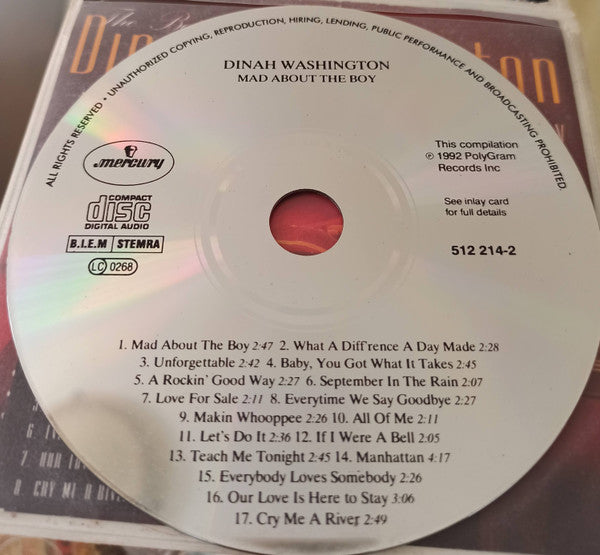 ALL RIGHTS RESERVED • UNAUTHORIZED COPYING, REPRODUCTION, HIRING, LENDING, PUBLIC PERFORMANCE AND BROADCASTING PROHIBITED
DINAH WASHINGTON
MAD ABOUT THE BOY
mercury
COMPACT
disc
DIGITAL AUDIO
B.I.E.M STEMRA
LC 0268
This compilation
℗ 1992 PolyGram
Records Inc
See inlay card
for full details
512 214-2
1. Mad About The Boy 2:47 2. What A Diff'rence A Day Made 2:28
3. Unforgettable 2:42 4. Baby, You Got What It Takes 2:45
5. A Rockin' Good Way 2:27 6. September In The Rain 2:07
7. Love For Sale 2:11 8. Everytime We Say Goodbye 2:27
9. Makin Whooppee 2:26 10. All Of Me 2:11
11. Let's Do It 2:36 12. If I Were A Bell 2:05
13. Teach Me Tonight 2:45 14. Manhattan 4:17
15. Everybody Loves Somebody 2:26
16. Our Love Is Here to Stay 3:06
17. Cry Me A River 2:49
The
6
7
8 CRY ME A